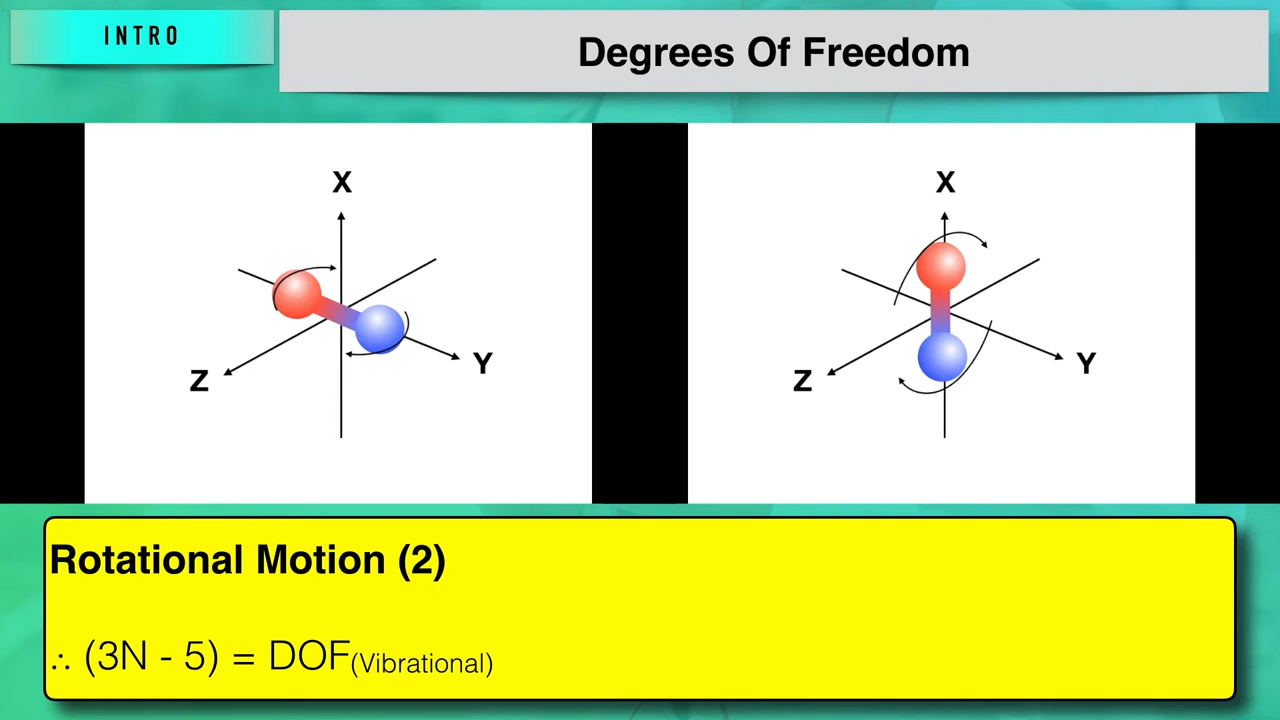 INTRO
Degrees Of Freedom
X
Z
Y
X
Z
Y
Rotational Motion (2)
∴ (3N - 5) = DOF(Vibrational)